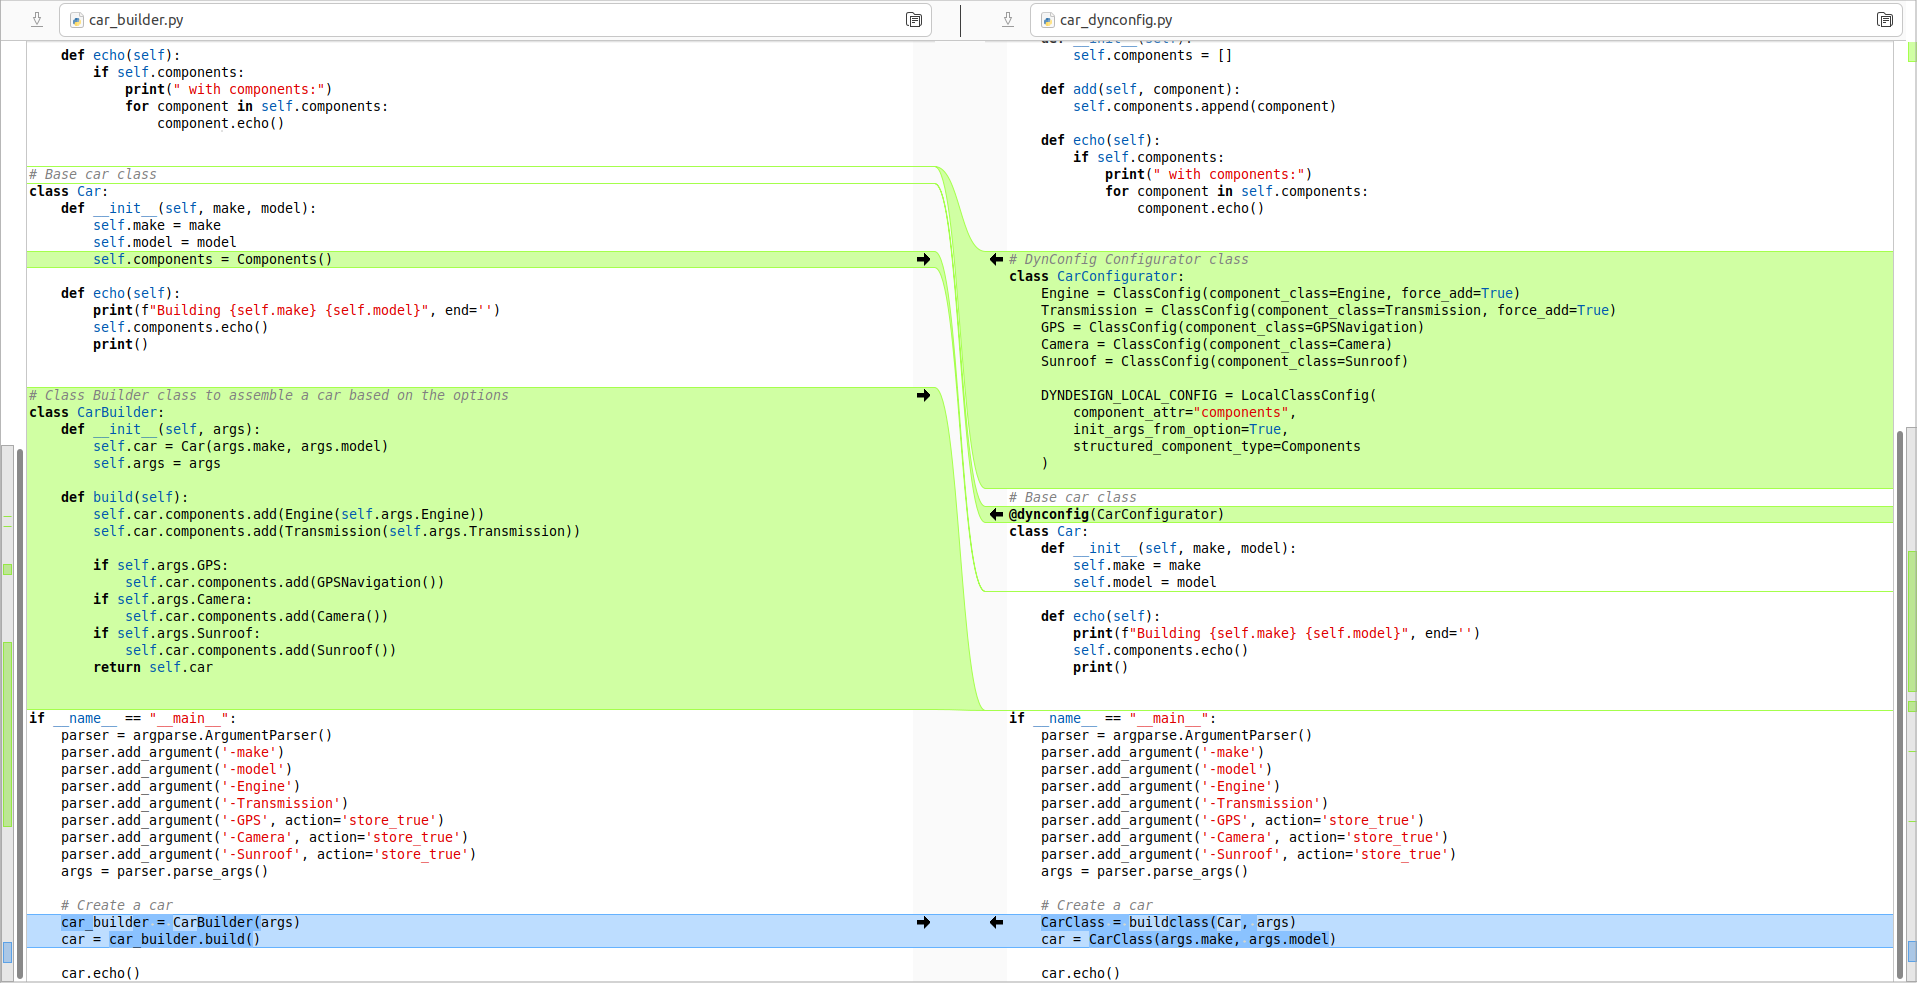 car_builder.py
    def echo(self):
        if self.components:
            print(" with components:")
            for component in self.components:
                component.echo()
# Base car class
class Car:
    def __init__(self, make, model):
        self.make = make
        self.model = model
        self.components = Components()
    def echo(self):
        print(f"Building {self.make} {self.model}", end='')
        self.components.echo()
        print()
# Class Builder class to assemble a car based on the options
class CarBuilder:
    def __init__(self, args):
        self.car = Car(args.make, args.model)
        self.args = args
    def build(self):
        self.car.components.add(Engine(self.args.Engine))
        self.car.components.add(Transmission(self.args.Transmission))
        if self.args.GPS:
            self.car.components.add(GPSNavigation())
        if self.args.Camera:
            self.car.components.add(Camera())
        if self.args.Sunroof:
            self.car.components.add(Sunroof())
        return self.car
if __name__ == "__main__":
    parser = argparse.ArgumentParser()
    parser.add_argument('-make')
    parser.add_argument('-model')
    parser.add_argument('-Engine')
    parser.add_argument('-Transmission')
    parser.add_argument('-GPS', action='store_true')
    parser.add_argument('-Camera', action='store_true')
    parser.add_argument('-Sunroof', action='store_true')
    args = parser.parse_args()
    # Create a car
    car_builder = CarBuilder(args)
    car = car_builder.build()
    car.echo()
car_dynconfig.py
    def __init__(self):
        self.components = []
    def add(self, component):
        self.components.append(component)
    def echo(self):
        if self.components:
            print(" with components:")
            for component in self.components:
                component.echo()
# DynConfig Configurator class
class CarConfigurator:
    Engine = ClassConfig(component_class=Engine, force_add=True)
    Transmission = ClassConfig(component_class=Transmission, force_add=True)
    GPS = ClassConfig(component_class=GPSNavigation)
    Camera = ClassConfig(component_class=Camera)
    Sunroof = ClassConfig(component_class=Sunroof)
    DYNDESIGN_LOCAL_CONFIG = LocalClassConfig(
        component_attr="components",
        init_args_from_option=True,
        structured_component_type=Components
    )
# Base car class
@dynconfig(CarConfigurator)
class Car:
    def __init__(self, make, model):
        self.make = make
        self.model = model
    def echo(self):
        print(f"Building {self.make} {self.model}", end='')
        self.components.echo()
        print()
if __name__ == "__main__":
    parser = argparse.ArgumentParser()
    parser.add_argument('-make')
    parser.add_argument('-model')
    parser.add_argument('-Engine')
    parser.add_argument('-Transmission')
    parser.add_argument('-GPS', action='store_true')
    parser.add_argument('-Camera', action='store_true')
    parser.add_argument('-Sunroof', action='store_true')
    args = parser.parse_args()
    # Create a car
    CarClass = buildclass(Car, args)
    car = CarClass(args.make, args.model)
    car.echo()